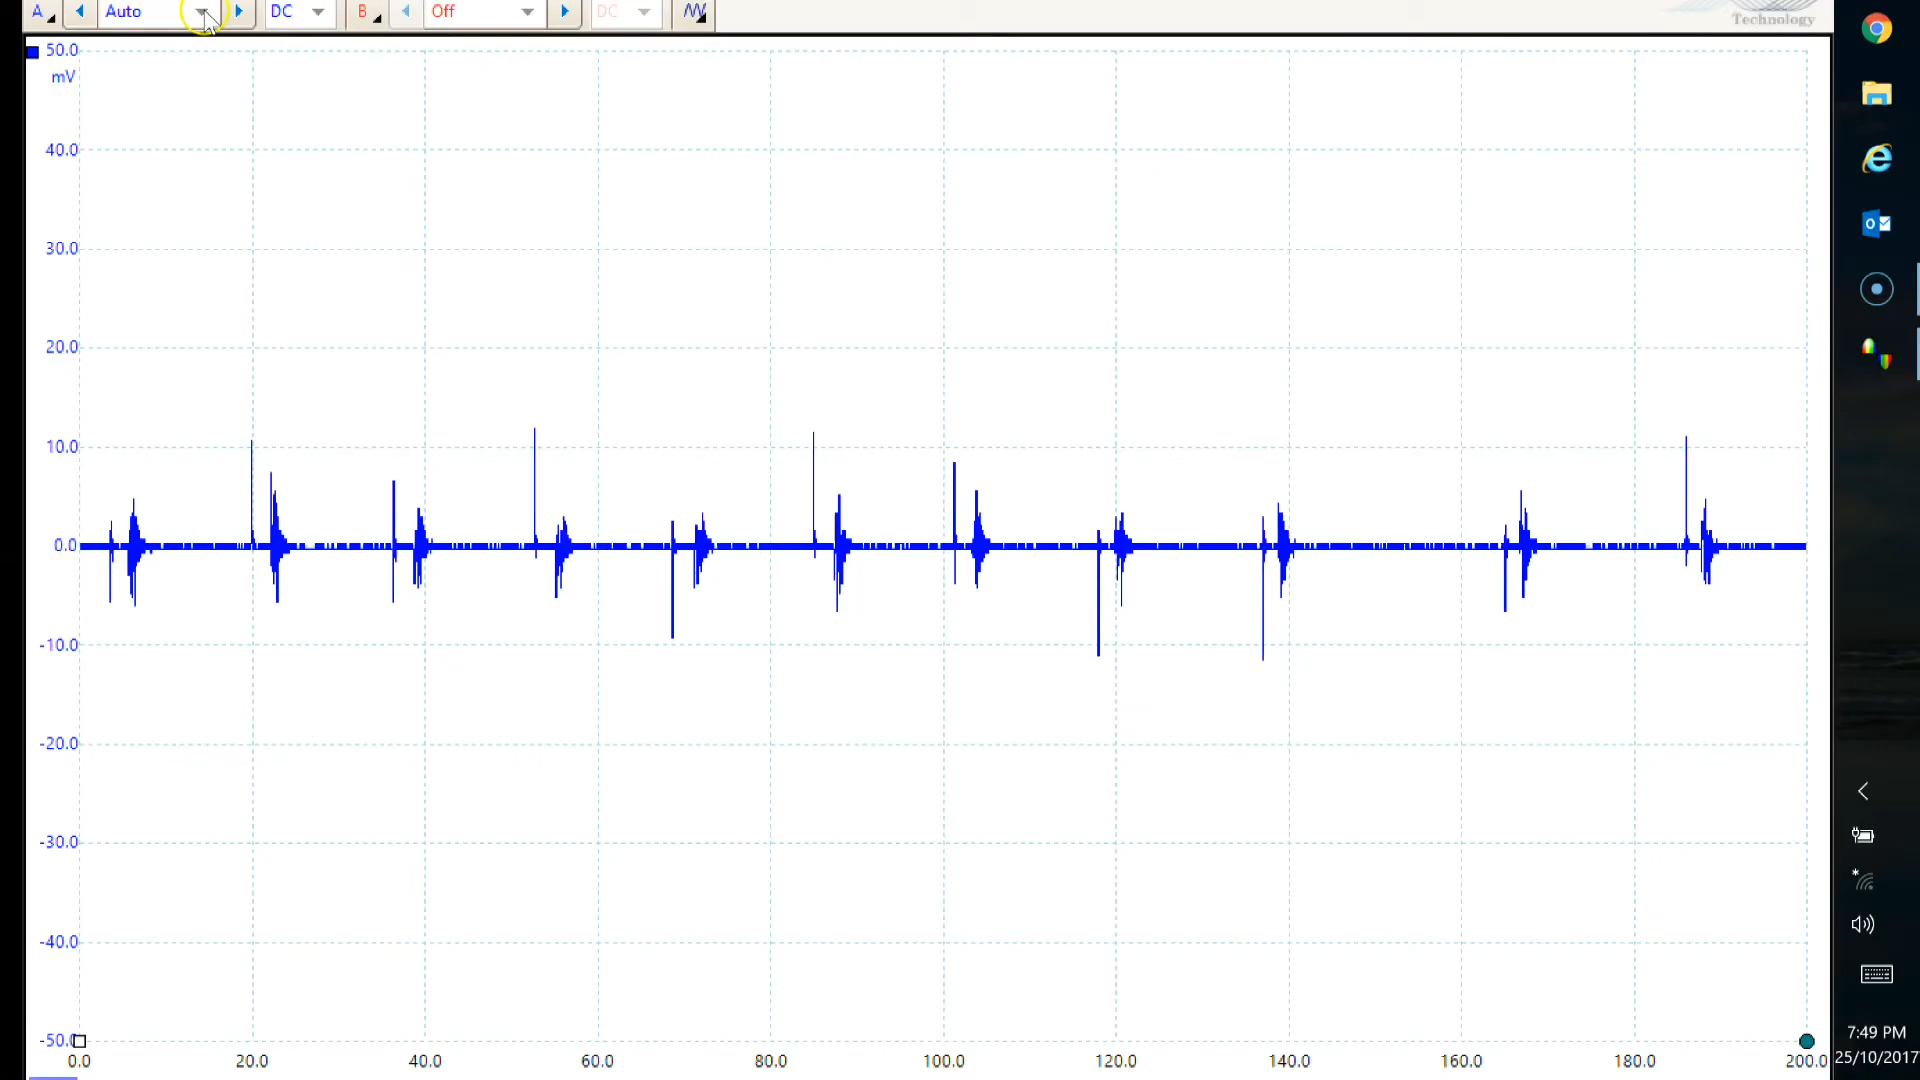 A Auto DC B Off DC
Technology
50.0
mV
40.0
30.0
20.0
10.0
0.0
-10.0
-20.0
-30.0
-40.0
-50.0
0.0 20.0 40.0 60.0 80.0 100.0 120.0 140.0 160.0 180.0 200.0
7:49 PM
25/10/2017